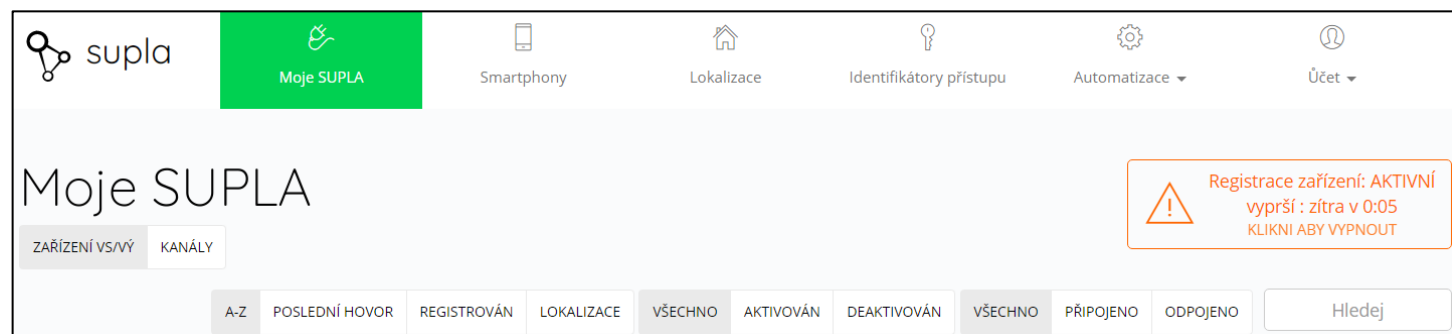 supla
Moje SUPLA
Smartphony
Lokalizace
Identifikátory přístupu
Automatizace
Ůčet
Moje SUPLA
Registrace zařízení: AKTIVNÍ
vyprší : zítra v 0:05
KLIKNI ABY VYPNOUT
ZAŘÍZENÍ VS/VÝ KANÁLY
A-Z POSLEDNÍ HOVOR REGISTROVÁN LOKALIZACE VŠECHNO AKTIVOVÁN DEAKTIVOVÁN VŠECHNO PŘIPOJENO ODPOJENO Hledej